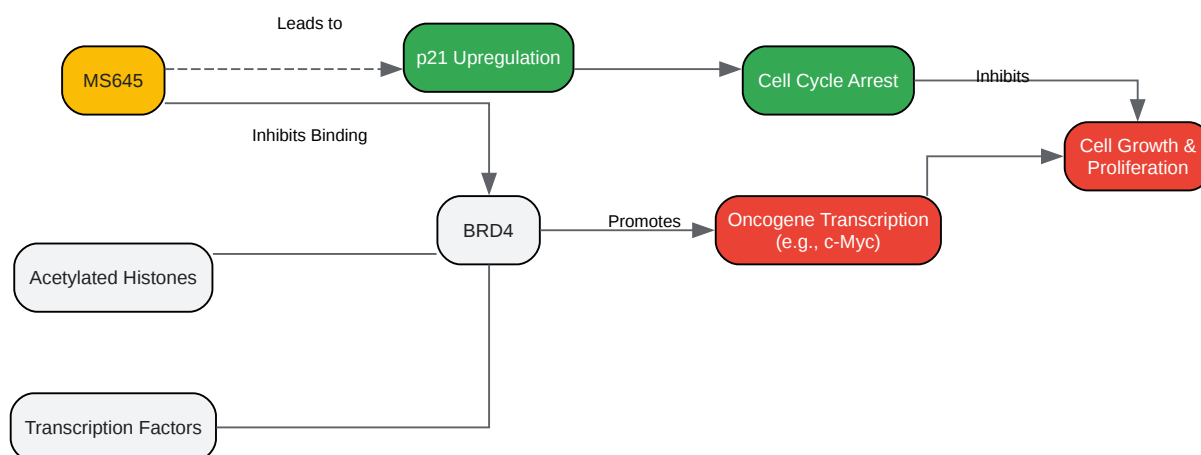 Leads to
MS645
p21 Upregulation
Cell Cycle Arrest
Inhibits
Inhibits Binding
Cell Growth &
Proliferation
BRD4
Promotes
Oncogene Transcription
(e.g., c-Myc)
Acetylated Histones
Transcription Factors